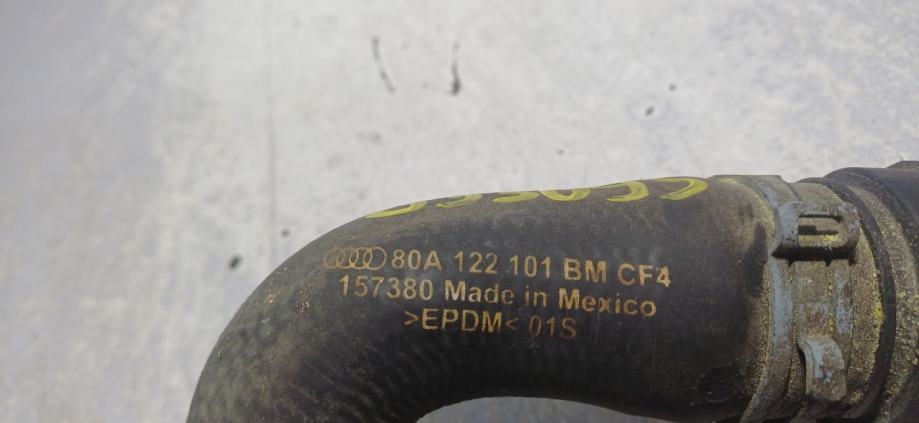 80A 122 101 BM CF4
157380 Made in Mexico
>EPDM< 01S